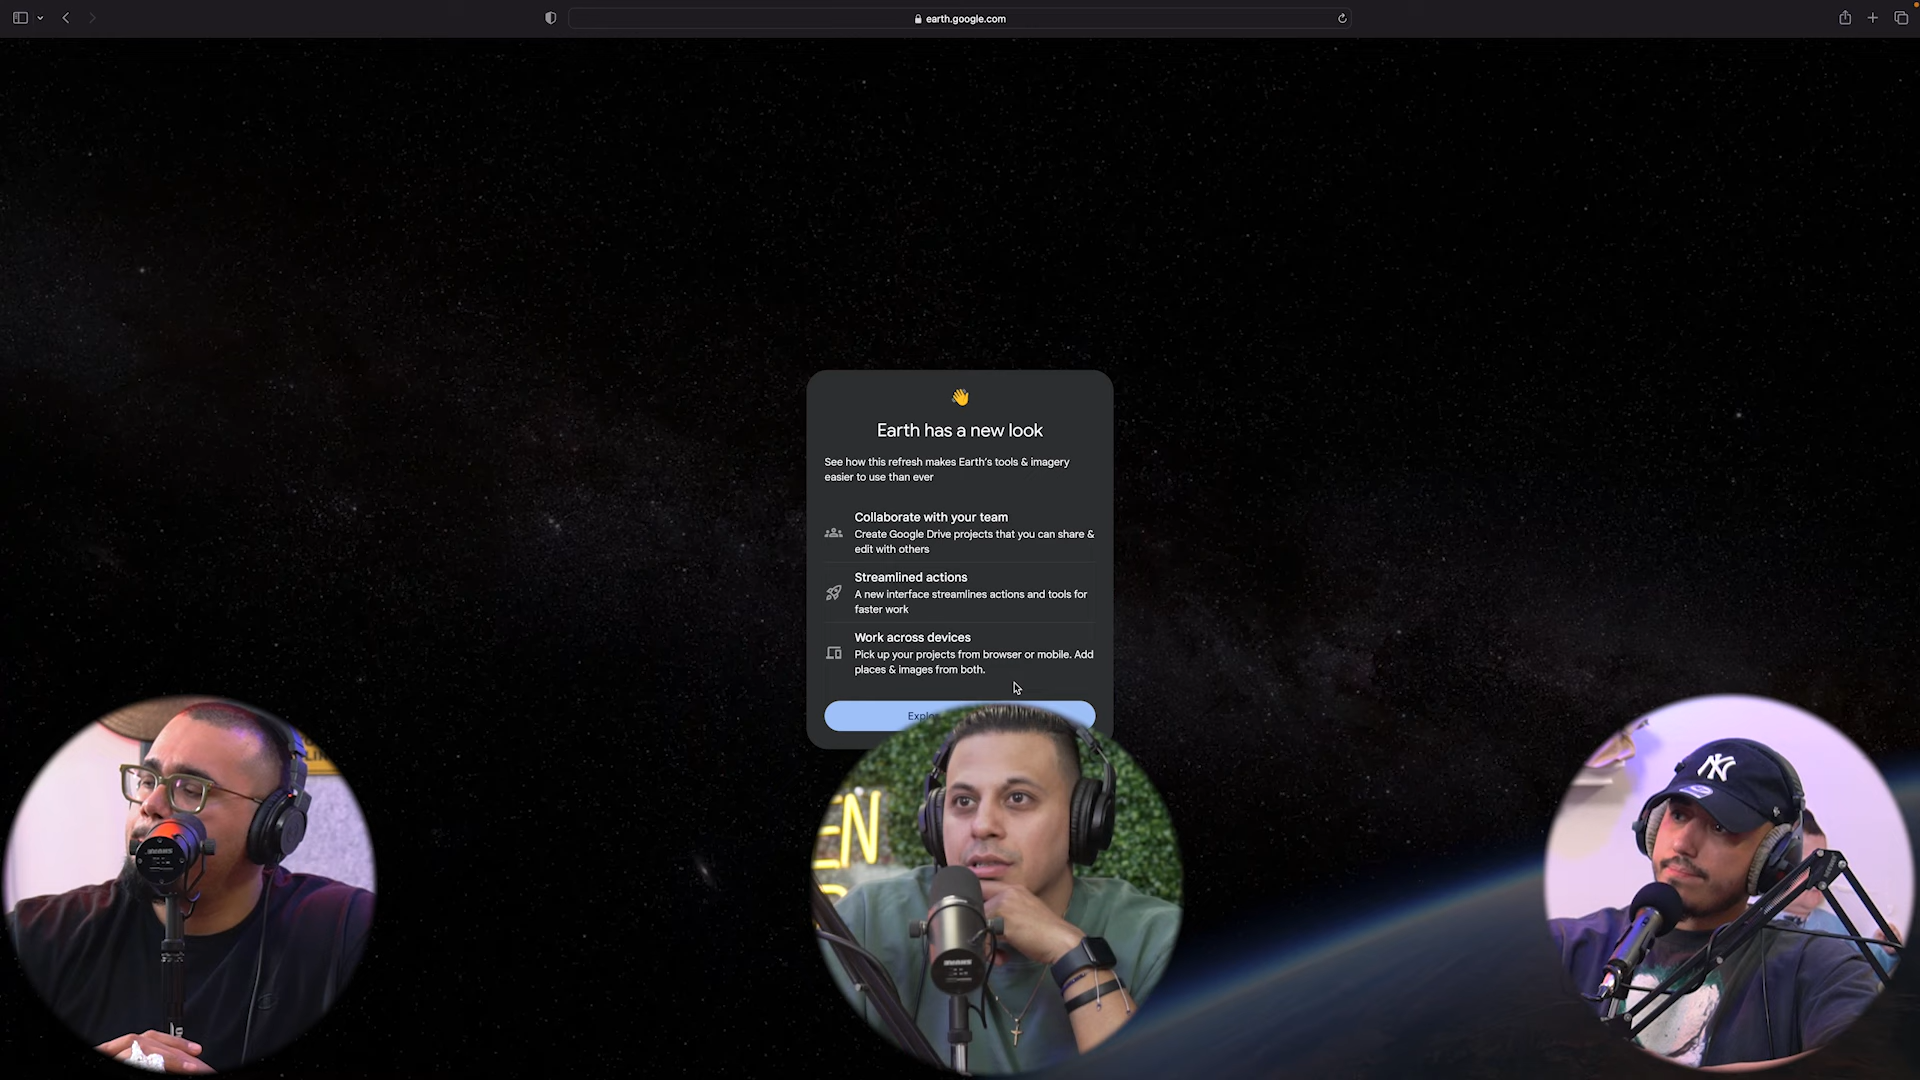 earth.google.com
Earth has a new look
See how this refresh makes Earth's tools & imagery
easier to use than ever
Collaborate with your team
Create Google Drive projects that you can share &
edit with others
Streamlined actions
A new interface streamlines actions and tools for
faster work
Work across devices
Pick up your projects from browser or mobile. Add
places & images from both.
EN
NY